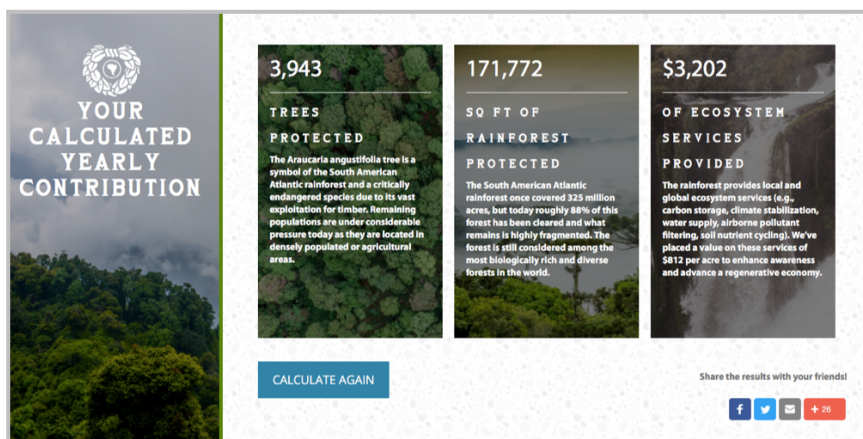 YOUR
CALCULATED
YEARLY
CONTRIBUTION
3,943
TREES
PROTECTED
The Araucaria angustifolia tree is a
symbol of the South American
Atlantic rainforest and a critically
endangered species due to its vast
exploitation for timber. Remaining
populations are under considerable
pressure today as they are located in
densely populated or agricultural
areas.
171,772
SQ FT OF
RAINFOREST
PROTECTED
The South American Atlantic
rainforest once covered 325 million
acres, but today roughly 88% of this
forest has been cleared and what
remains is highly fragmented. The
forest is still considered among the
most biologically rich and diverse
forests in the world.
$3,202
OF ECOSYSTEM
SERVICES
PROVIDED
The rainforest provides local and
global ecosystem services (e.g.,
carbon storage, climate stabilization,
water supply, airborne pollutant
filtering, soil nutrient cycling). We've
placed a value on these services of
$812 per acre to enhance awareness
and advance a regenerative economy.
CALCULATE AGAIN
Share the results with your friends!
+ 26